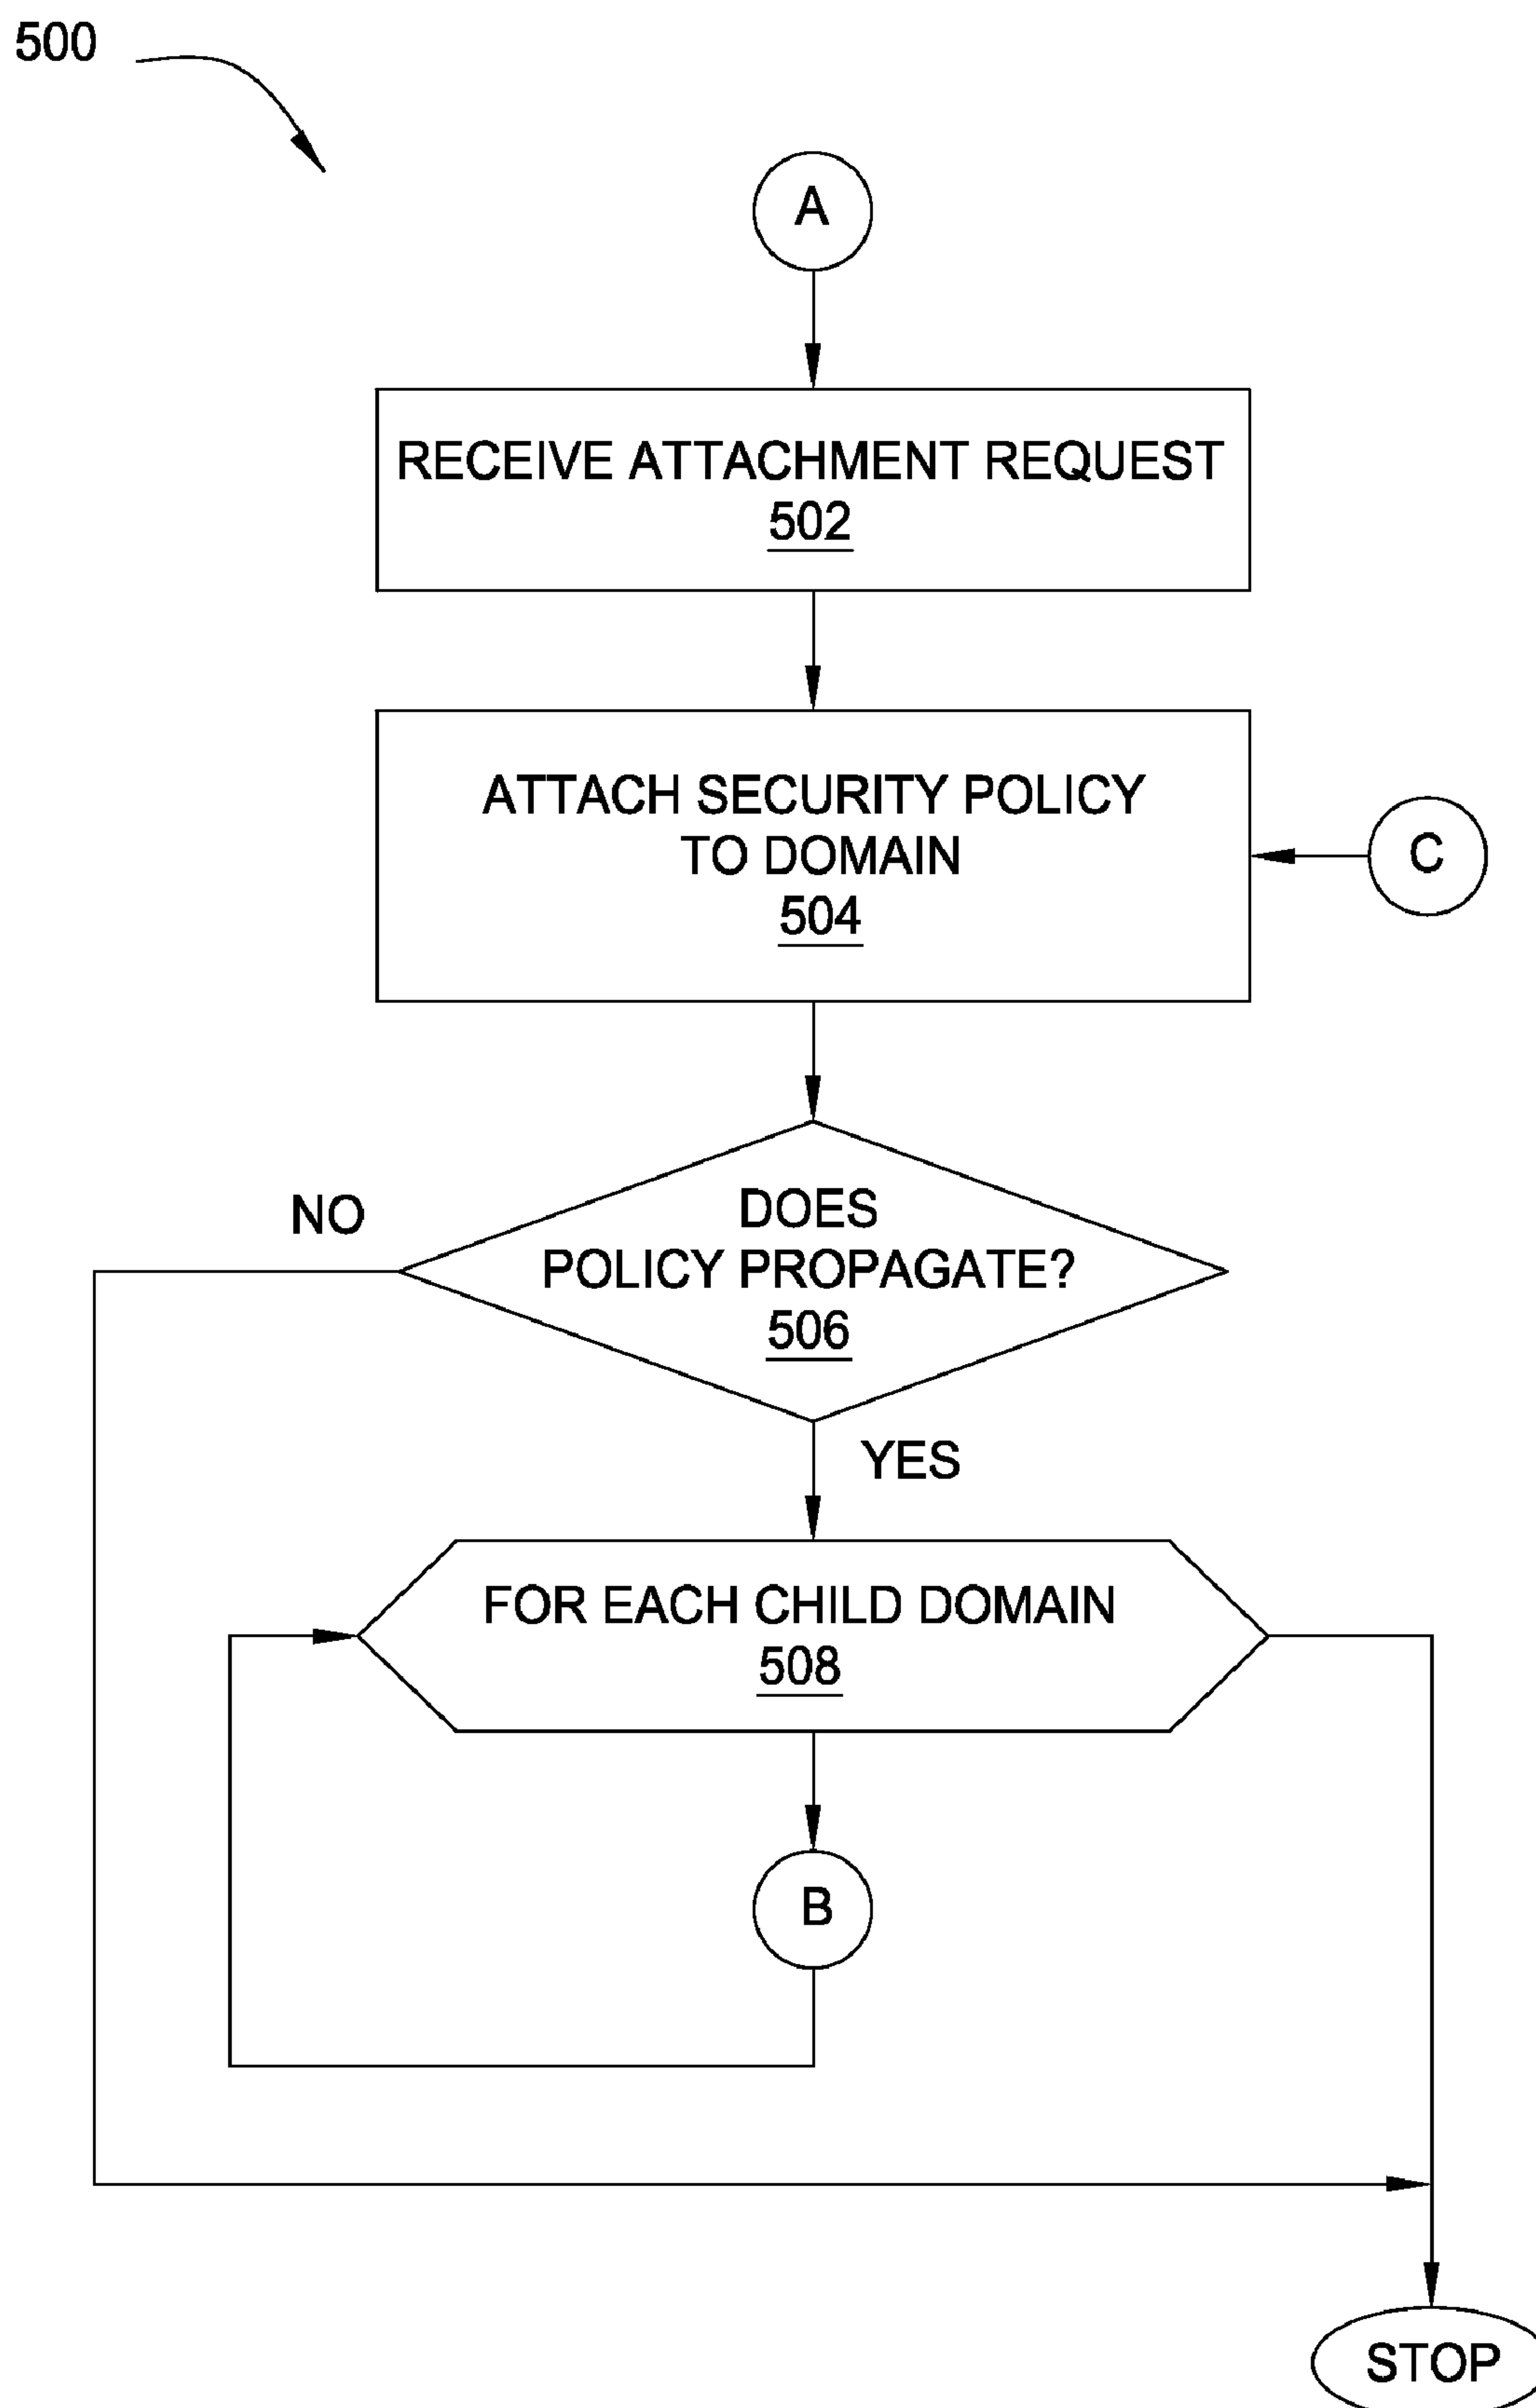 500
A
RECEIVE ATTACHMENT REQUEST
502
ATTACH SECURITY POLICY
TO DOMAIN
504
C
DOES
POLICY PROPAGATE?
506
NO
YES
FOR EACH CHILD DOMAIN
508
B
STOP